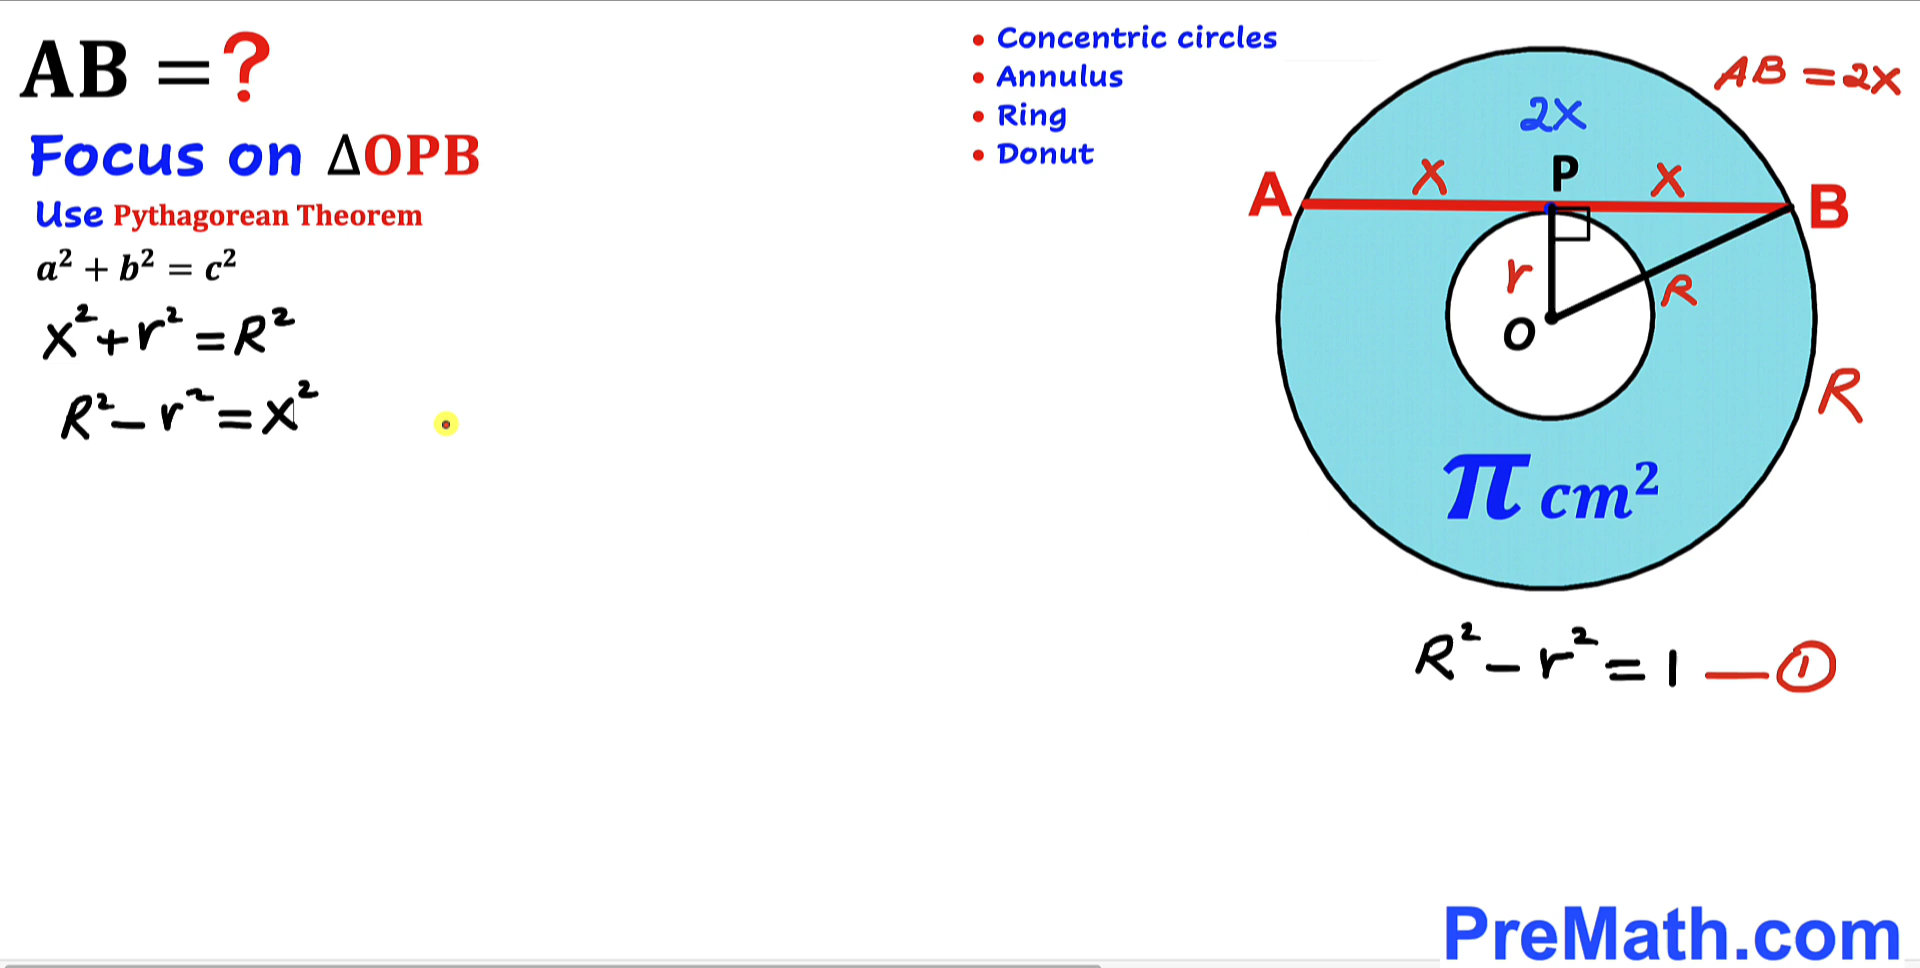 AB = ?
Focus on ΔOPB
Use Pythagorean Theorem
a² + b² = c²
x² + r² = R²
R² − r² = x²
• Concentric circles
• Annulus
• Ring
• Donut
AB = 2x
2x
x P x
A B
r R
O
R
π cm²
R² − r² = 1 — ①
PreMath.com